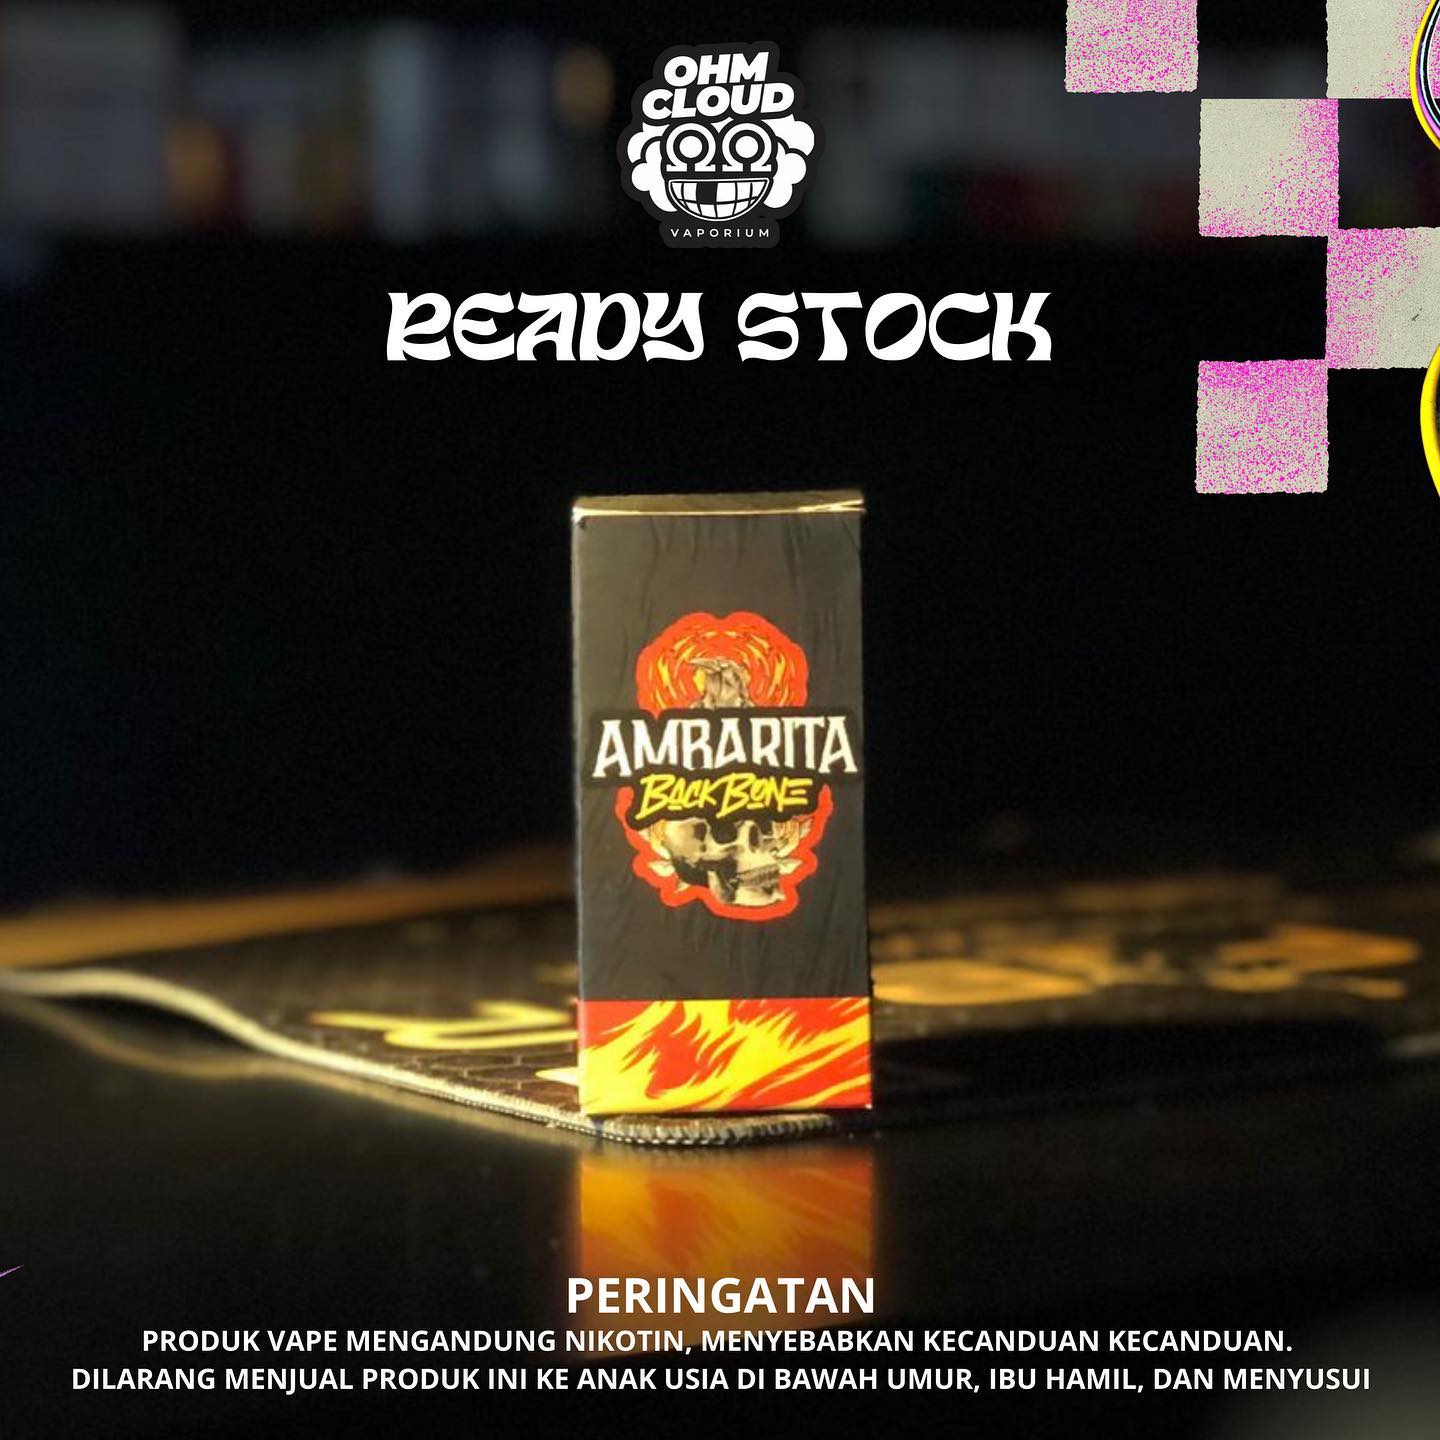 OHM
CLOUD
VAPORIUM
READY STOCK
AMBARITA
BACKBONE
PERINGATAN
PRODUK VAPE MENGANDUNG NIKOTIN, MENYEBABKAN KECANDUAN KECANDUAN.
DILARANG MENJUAL PRODUK INI KE ANAK USIA DI BAWAH UMUR, IBU HAMIL, DAN MENYUSUI